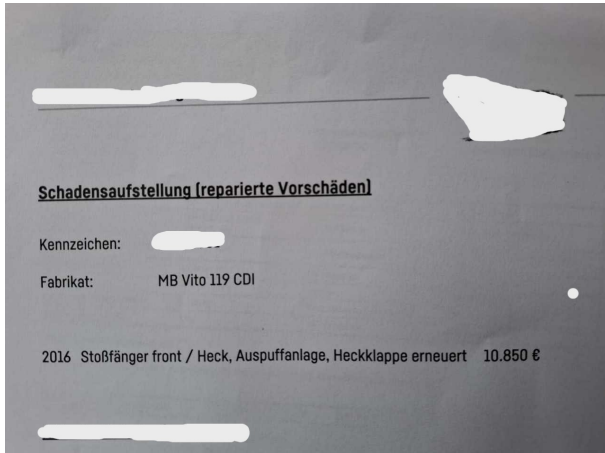 Schadensaufstellung (reparierte Vorschäden)
Kennzeichen:
Fabrikat: MB Vito 119 CDI
2016 Stoßfänger front / Heck, Auspuffanlage, Heckklappe erneuert 10.850 €